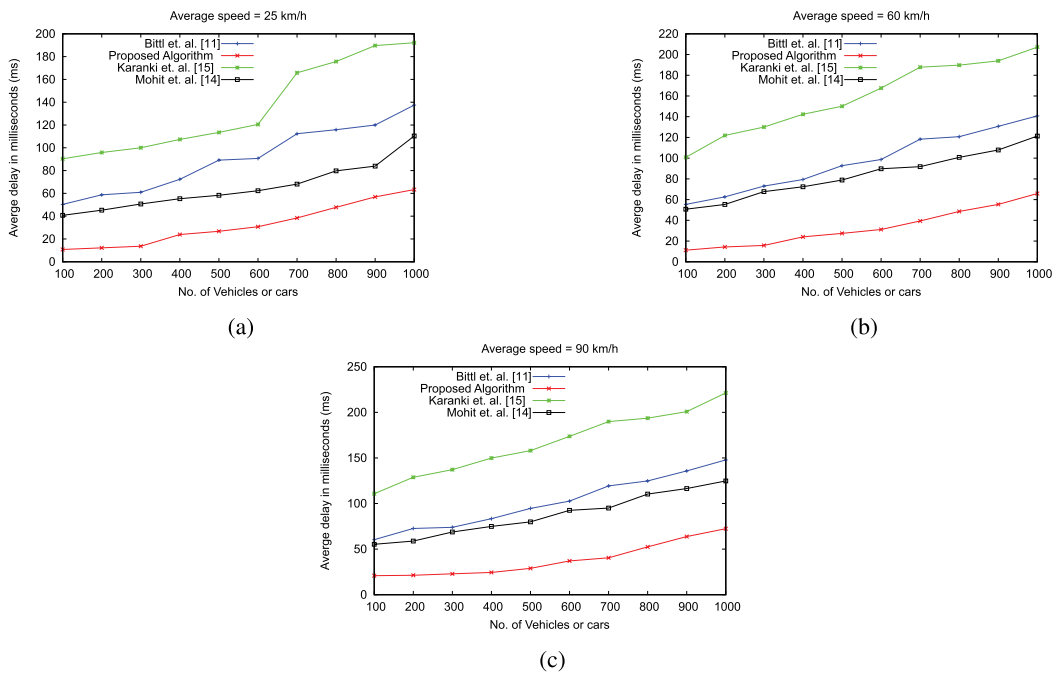 Average speed = 25 km/h
Averge delay in milliseconds (ms)
200
180
160
140
120
100
80
60
40
20
0
Bittl et. al. [11]
Proposed Algorithm
Karanki et. al. [15]
Mohit et. al. [14]
100 200 300 400 500 600 700 800 900 1000
No. of Vehicles or cars
(a)
Average speed = 60 km/h
Averge delay in milliseconds (ms)
220
200
180
160
140
120
100
80
60
40
20
0
Bittl et. al. [11]
Proposed Algorithm
Karanki et. al. [15]
Mohit et. al. [14]
100 200 300 400 500 600 700 800 900 1000
No. of Vehicles or cars
(b)
Average speed = 90 km/h
Averge delay in milliseconds (ms)
250
200
150
100
50
0
Bittl et. al. [11]
Proposed Algorithm
Karanki et. al. [15]
Mohit et. al. [14]
100 200 300 400 500 600 700 800 900 1000
No. of Vehicles or cars
(c)